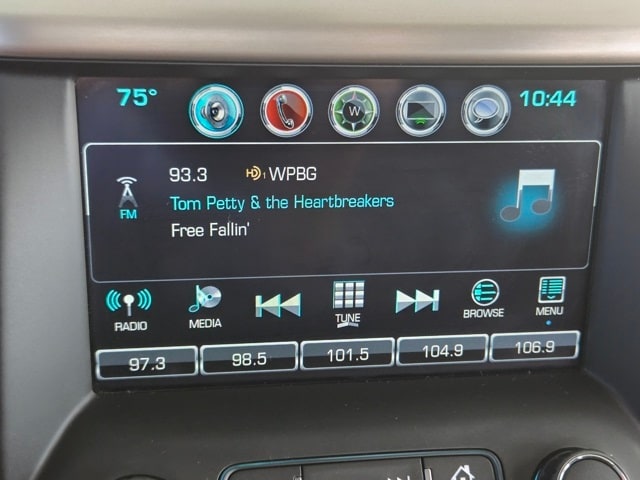 75° W 10:44
93.3 HD1 WPBG
FM
Tom Petty & the Heartbreakers
Free Fallin'
RADIO MEDIA TUNE BROWSE MENU
97.3 98.5 101.5 104.9 106.9